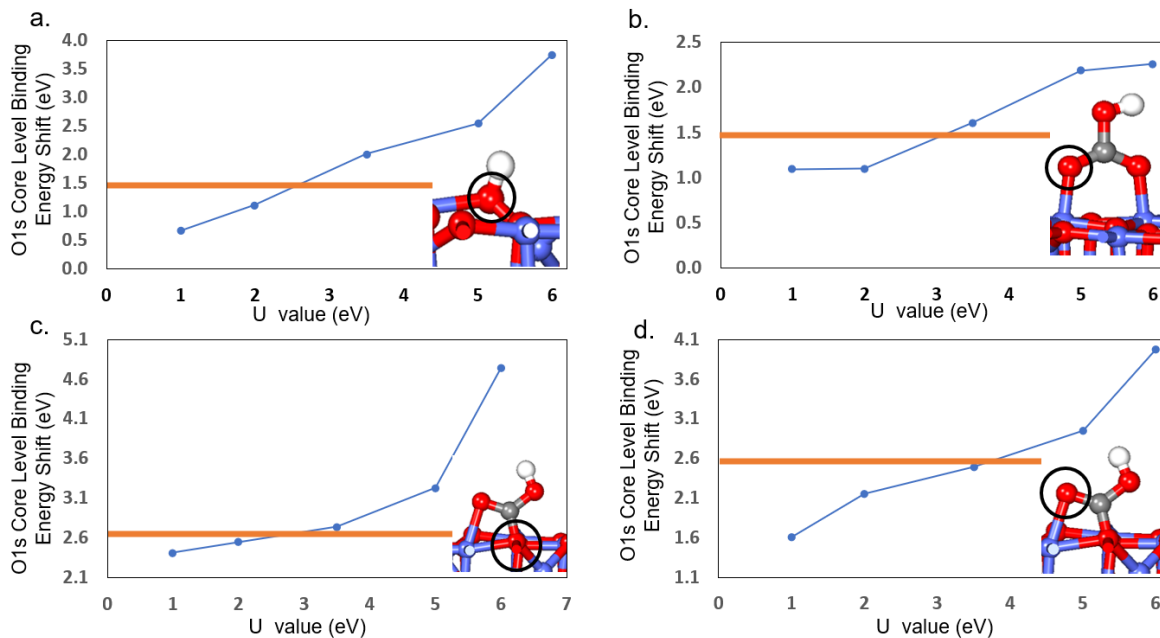 a.
O1s Core Level Binding
Energy Shift (eV)
4.0
3.5
3.0
2.5
2.0
1.5
1.0
0.5
0.0
0 1 2 3 4 5 6
U value (eV)
b.
O1s Core Level Binding
Energy Shift (eV)
2.5
2.0
1.5
1.0
0.5
0.0
0 1 2 3 4 5 6
U value (eV)
c.
O1s Core Level Binding
Energy Shift (eV)
5.1
4.6
4.1
3.6
3.1
2.6
2.1
0 1 2 3 4 5 6 7
U value (eV)
d.
O1s Core Level Binding
Energy Shift (eV)
4.1
3.6
3.1
2.6
2.1
1.6
1.1
0 1 2 3 4 5 6
U value (eV)